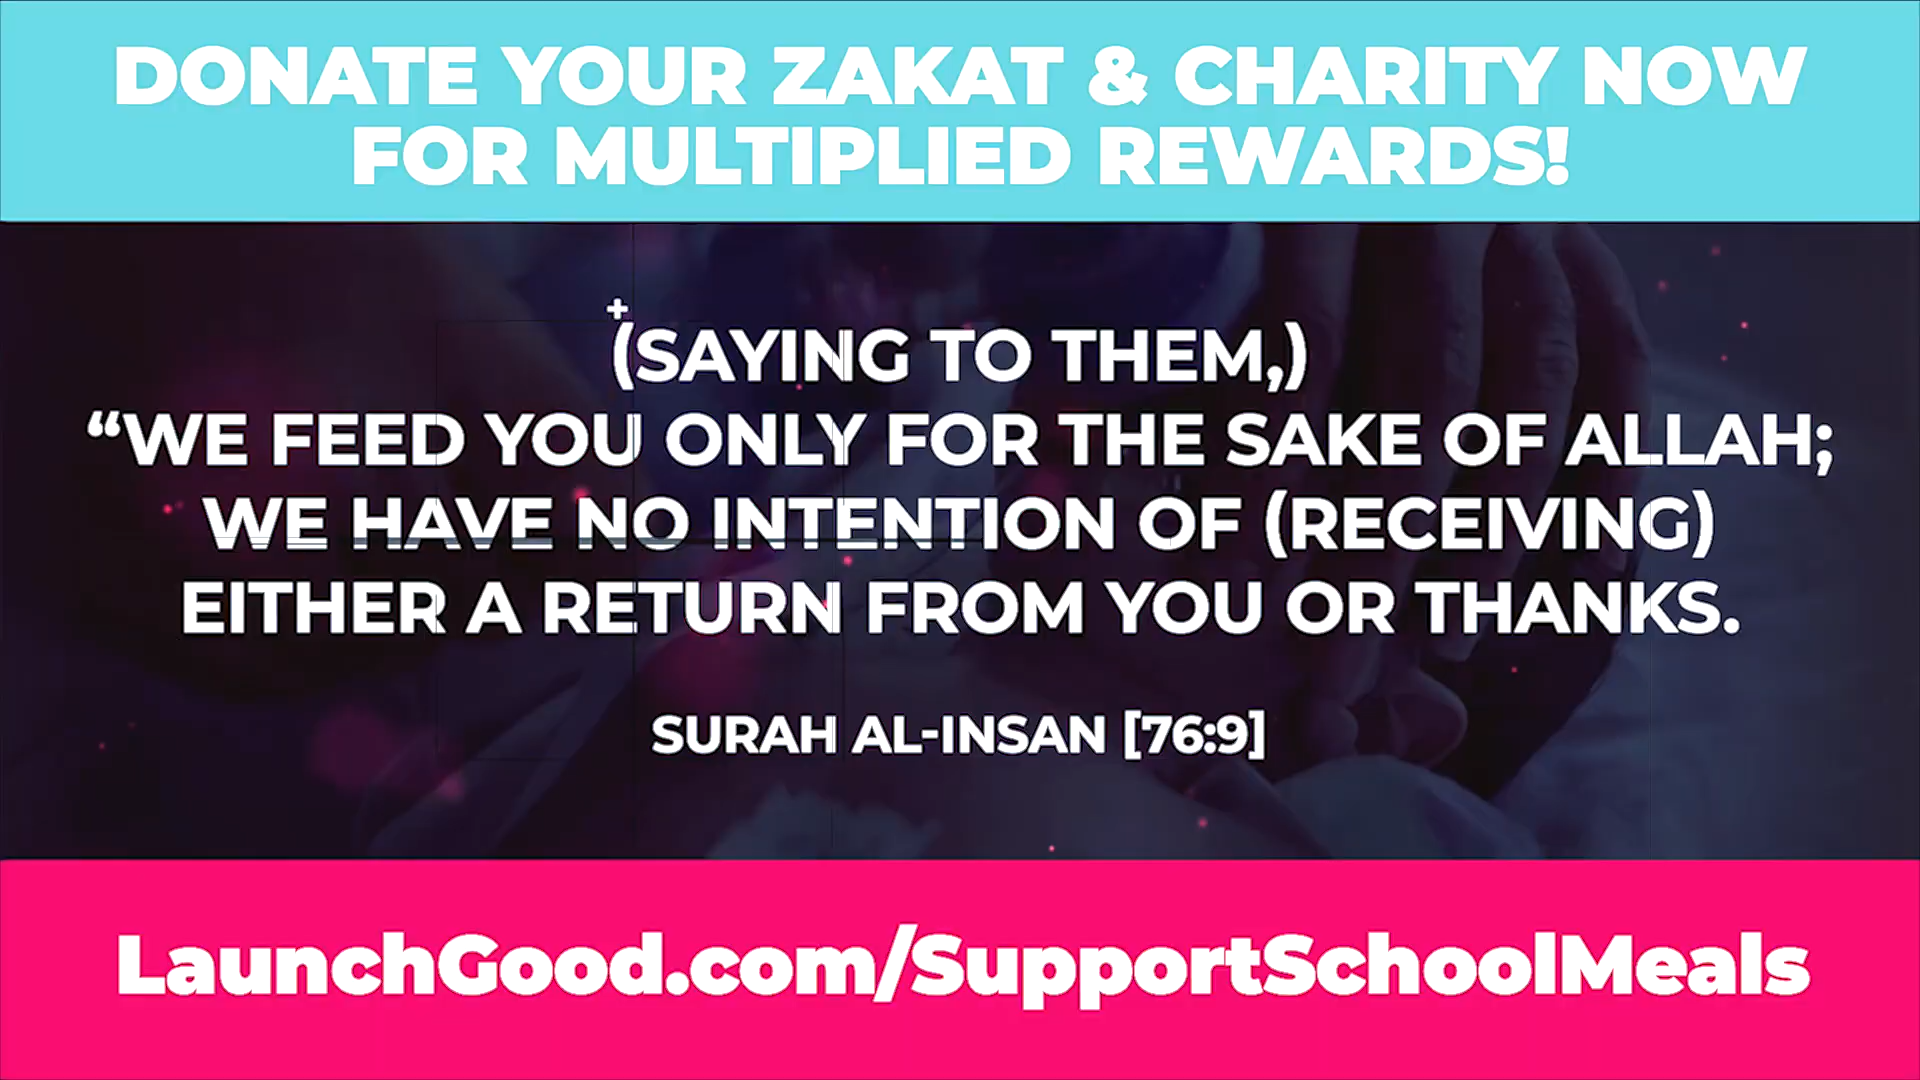 DONATE YOUR ZAKAT & CHARITY NOW
FOR MULTIPLIED REWARDS!
(SAYING TO THEM,)
“WE FEED YOU ONLY FOR THE SAKE OF ALLAH;
WE HAVE NO INTENTION OF (RECEIVING)
EITHER A RETURN FROM YOU OR THANKS.
SURAH AL-INSAN [76:9]
LaunchGood.com/SupportSchoolMeals